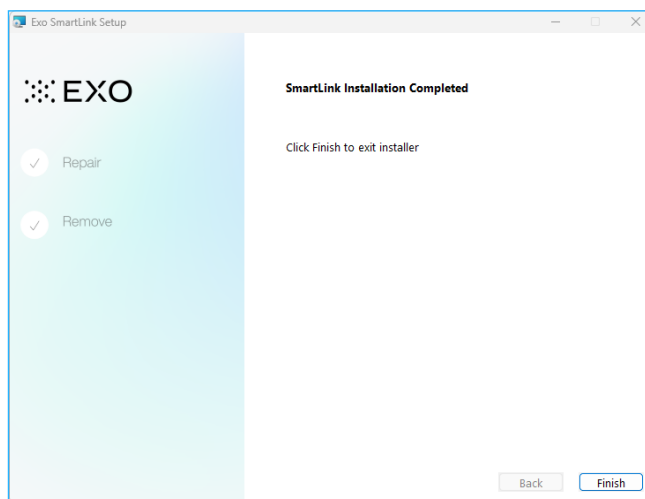 Exo SmartLink Setup
EXO
Repair
Remove
SmartLink Installation Completed
Click Finish to exit installer
Back
Finish